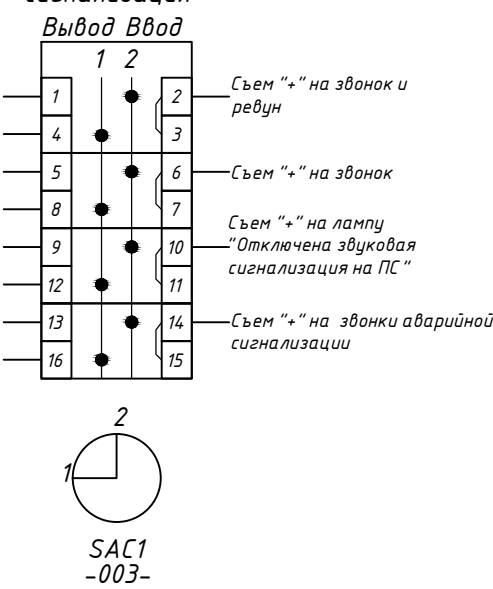 Вывод Ввод
1 2
1 2
Съем "+" на звонок и
ревун
4 3
5 6
Съем "+" на звонок
8 7
9 10
Съем "+" на лампу
"Отключена звуковая
сигнализация на ПС"
12 11
13 14
Съем "+" на звонки аварийной
сигнализации
16 15
2
1
SAC1
-003-